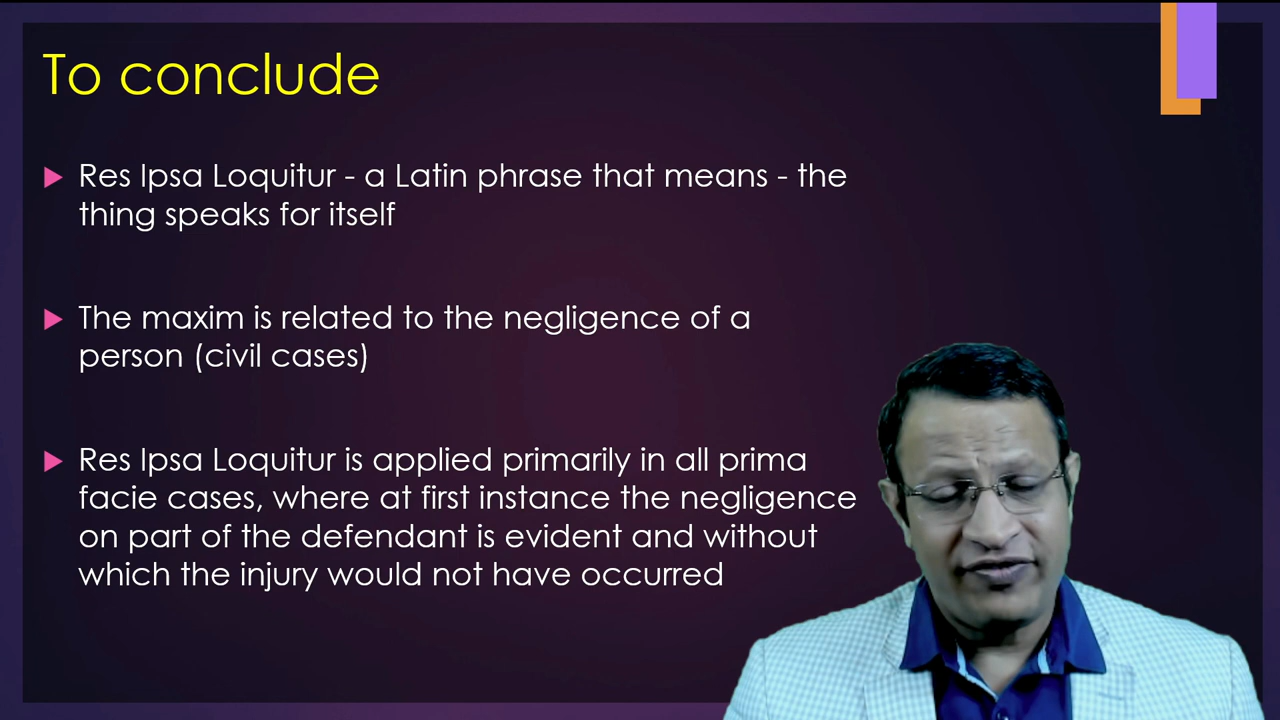 To conclude
Res Ipsa Loquitur - a Latin phrase that means - the
thing speaks for itself
The maxim is related to the negligence of a
person (civil cases)
Res Ipsa Loquitur is applied primarily in all prima
facie cases, where at first instance the negligence
on part of the defendant is evident and without
which the injury would not have occurred